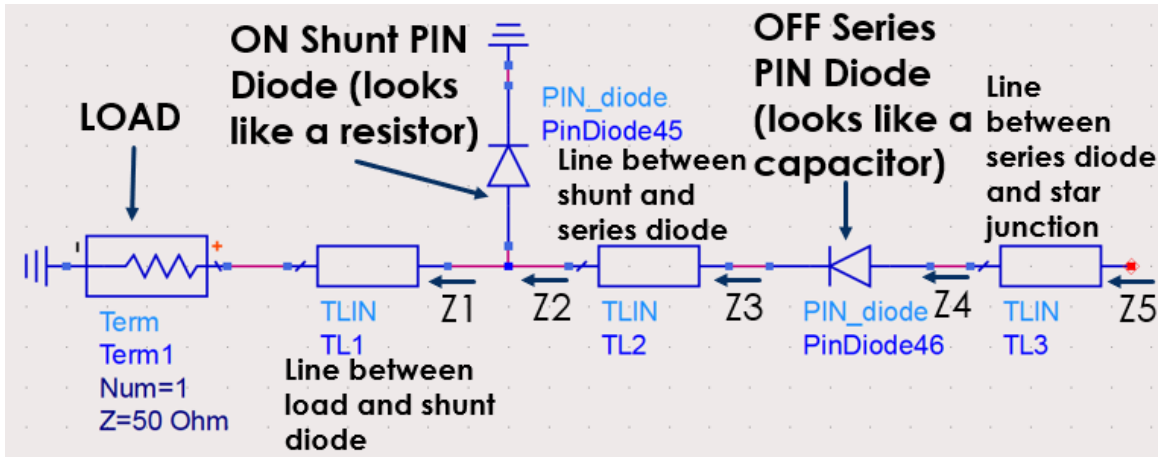 ON Shunt PIN
Diode (looks
like a resistor)
LOAD
PIN_diode
PinDiode45
Line between
shunt and
series diode
OFF Series
PIN Diode
(looks like a
capacitor)
Line
between
series diode
and star
junction
-
+
Z1
Z2
Z3
Z4
Z5
Term
Term1
Num=1
Z=50 Ohm
TLIN
TL1
Line between
load and shunt
diode
TLIN
TL2
PIN_diode
PinDiode46
TLIN
TL3